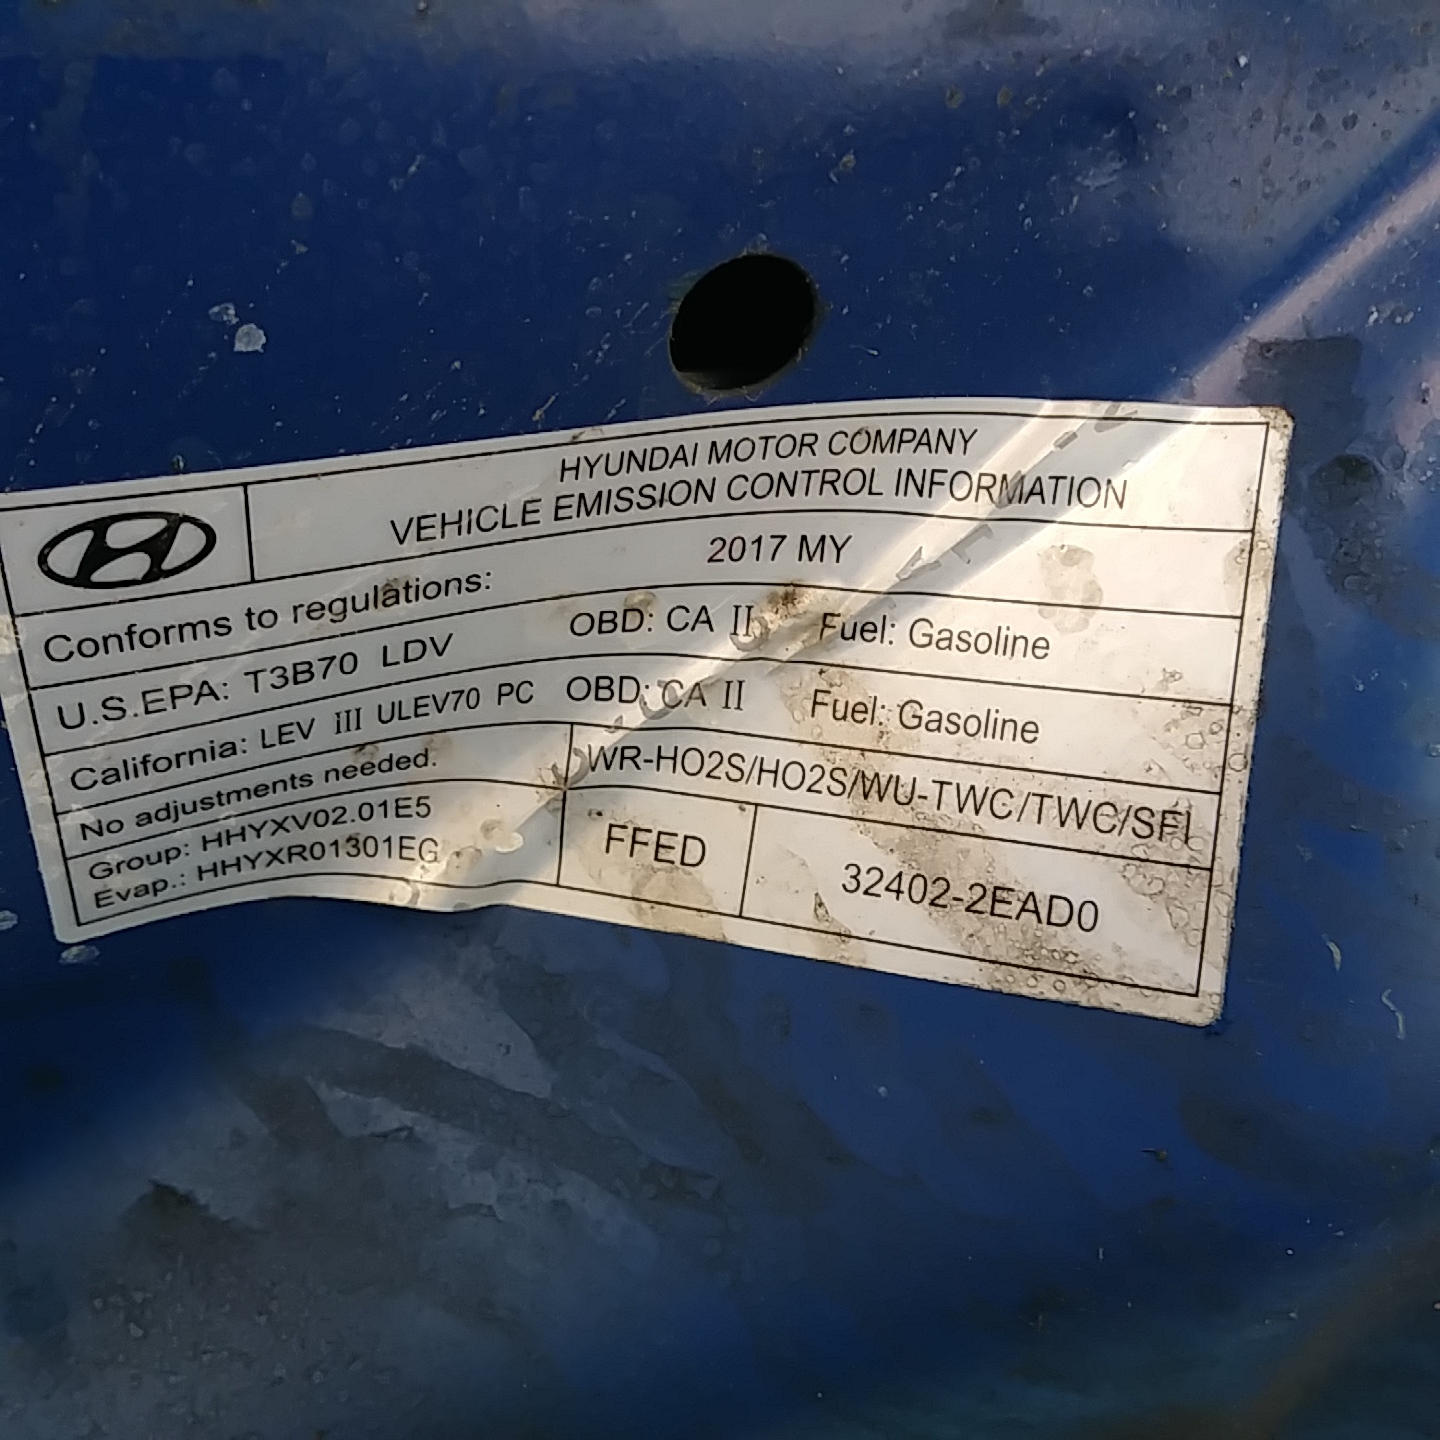 HYUNDAI MOTOR COMPANY
VEHICLE EMISSION CONTROL INFORMATION
Conforms to regulations: 2017 MY
U.S.EPA: T3B70 LDV OBD: CA II Fuel: Gasoline
California: LEV III ULEV70 PC OBD: CA II Fuel: Gasoline
No adjustments needed. WR-HO2S/HO2S/WU-TWC/TWC/SFI
Group: HHYXV02.01E5
Evap.: HHYXR01301EG
FFED 32402-2EAD0